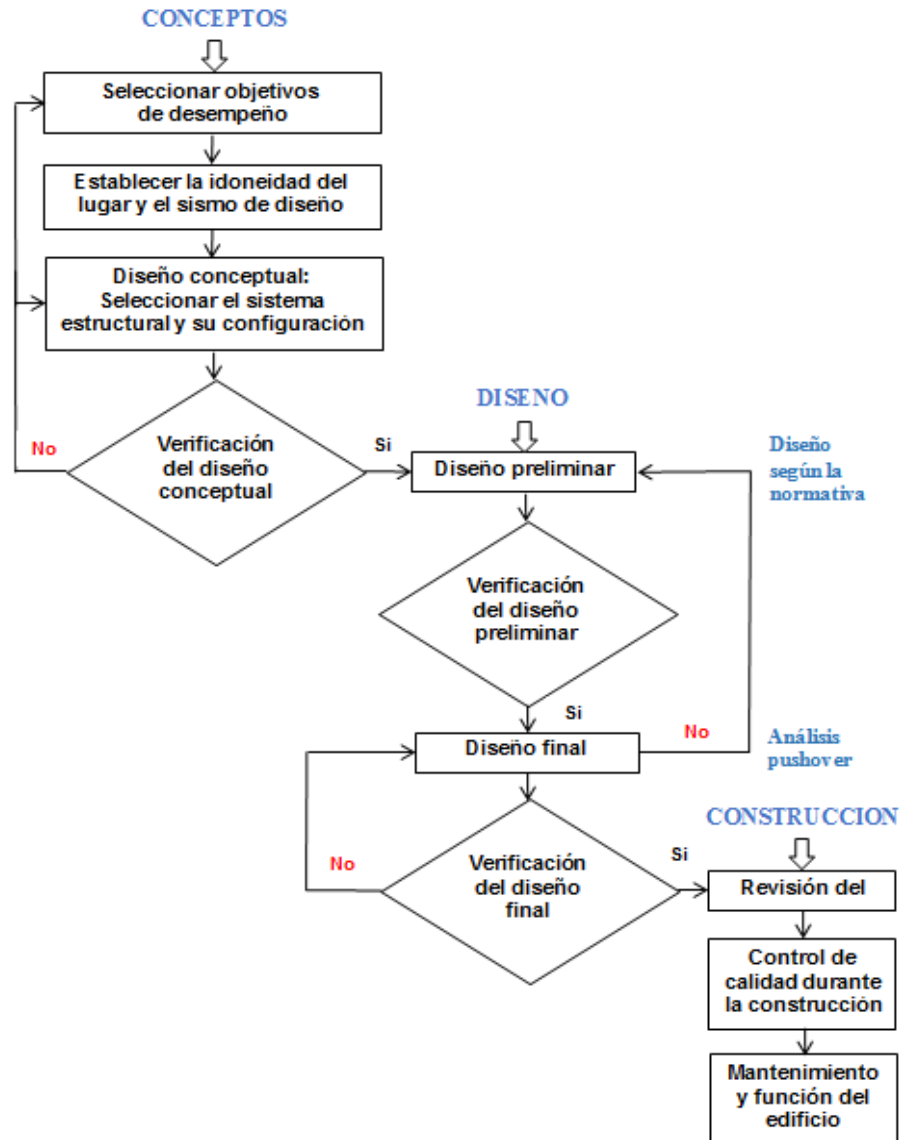 CONCEPTOS
Seleccionar objetivos
de desempeño
Establecer la idoneidad del
lugar y el sismo de diseño
Diseño conceptual:
Seleccionar el sistema
estructural y su configuración
No
Verificación
del diseño
conceptual
Si
DISENO
Diseño preliminar
Diseño
según la
normativa
Verificación
del diseño
preliminar
Si
Diseño final
No
Análisis
pushover
No
Verificación
del diseño
final
Si
CONSTRUCCION
Revisión del
Control de
calidad durante
la construcción
Mantenimiento
y función del
edificio